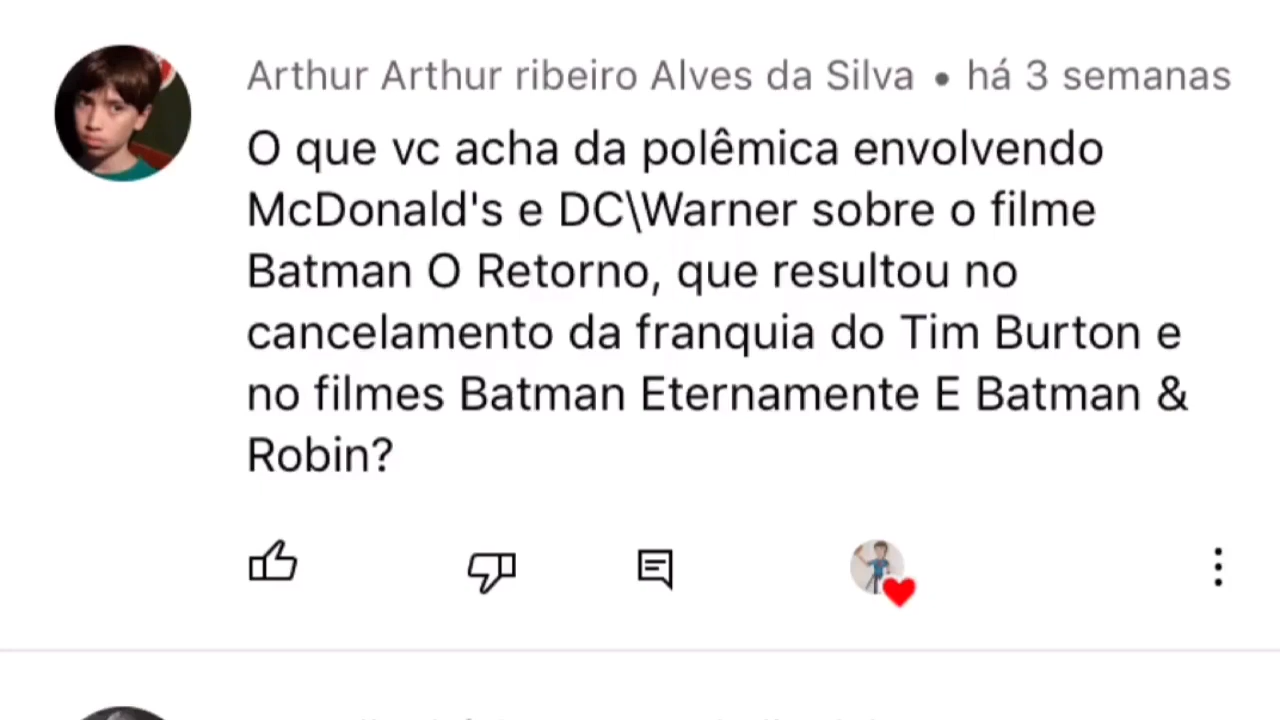 Arthur Arthur ribeiro Alves da Silva • há 3 semanas
O que vc acha da polêmica envolvendo
McDonald's e DC\Warner sobre o filme
Batman O Retorno, que resultou no
cancelamento da franquia do Tim Burton e
no filmes Batman Eternamente E Batman &
Robin?